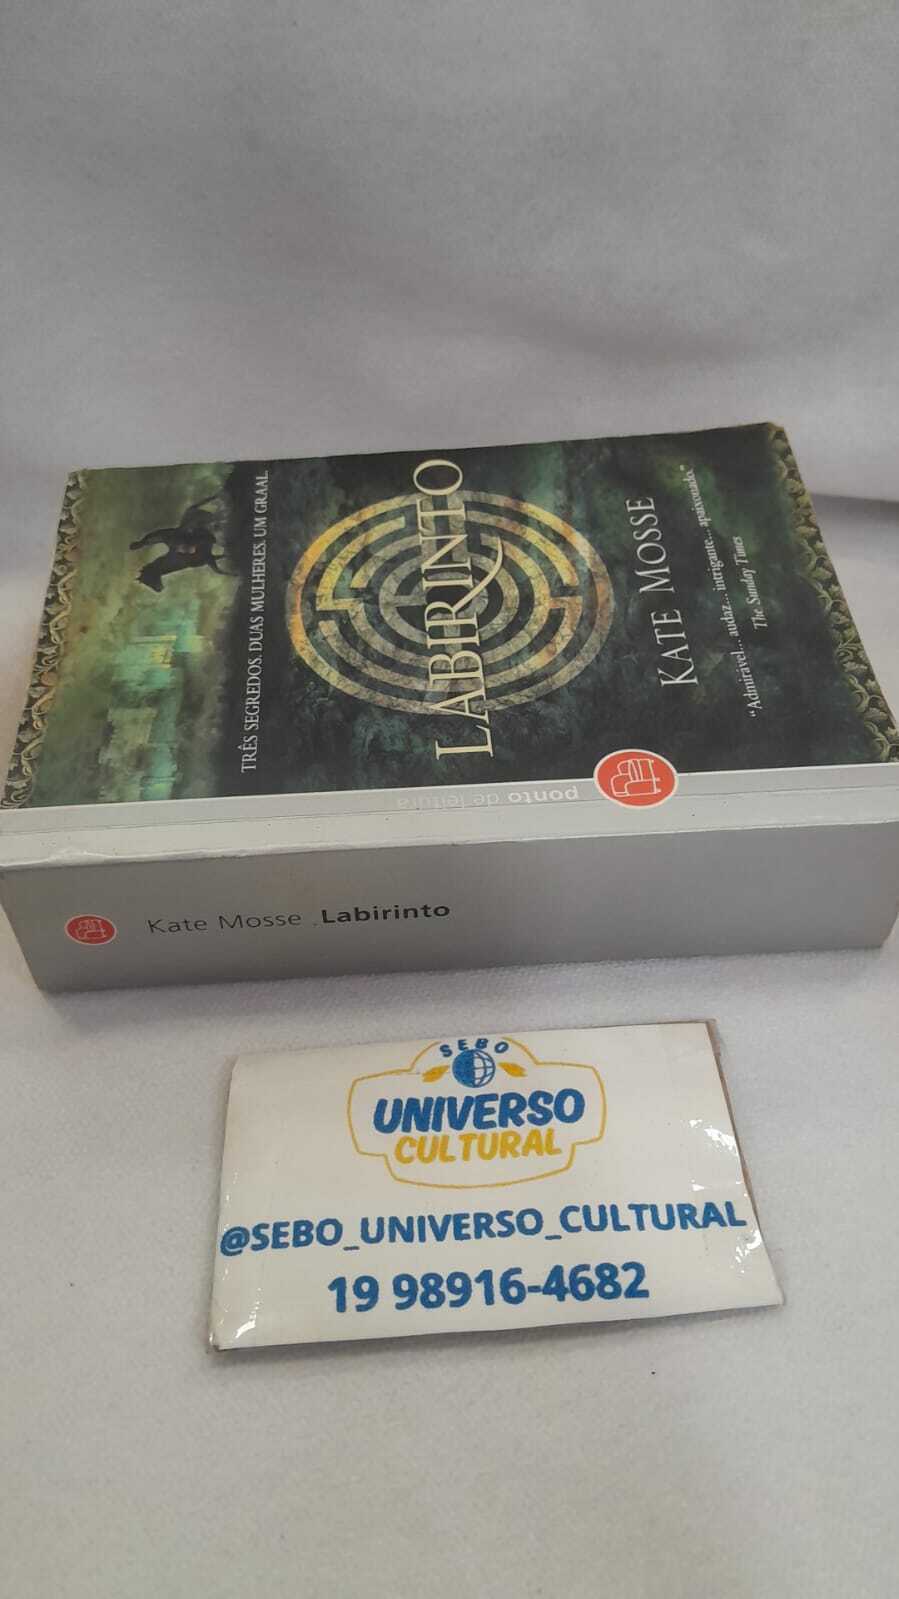 TRÊS SEGREDOS. DUAS MULHERES. UM GRAAL.
LABIRINTO
KATE MOSSE
“Admirável... audaz... intrigante... apaixonado.”
The Sunday Times
ponto de leitura
Kate Mosse . Labirinto
SEBO
UNIVERSO
CULTURAL
@SEBO_UNIVERSO_CULTURAL
19 98916-4682